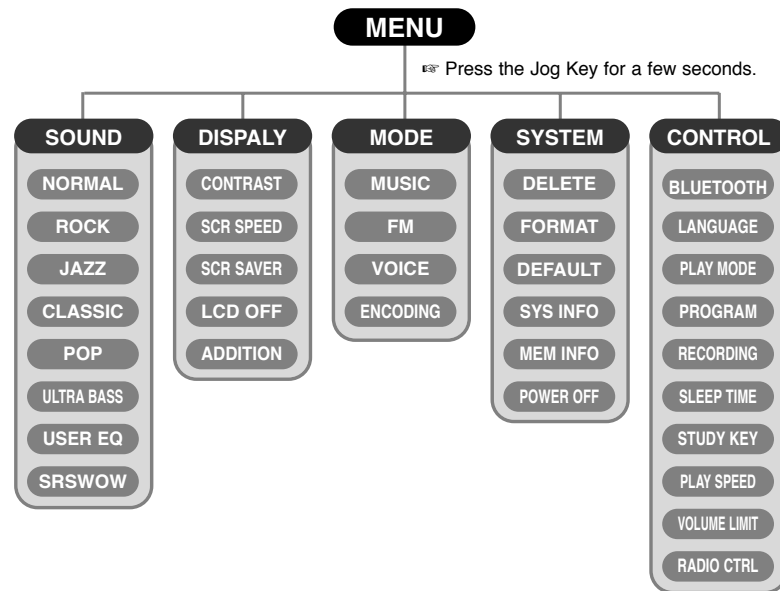 MENU
☞ Press the Jog Key for a few seconds.
SOUND
NORMAL
ROCK
JAZZ
CLASSIC
POP
ULTRA BASS
USER EQ
SRSWOW
DISPALY
CONTRAST
SCR SPEED
SCR SAVER
LCD OFF
ADDITION
MODE
MUSIC
FM
VOICE
ENCODING
SYSTEM
DELETE
FORMAT
DEFAULT
SYS INFO
MEM INFO
POWER OFF
CONTROL
BLUETOOTH
LANGUAGE
PLAY MODE
PROGRAM
RECORDING
SLEEP TIME
STUDY KEY
PLAY SPEED
VOLUME LIMIT
RADIO CTRL